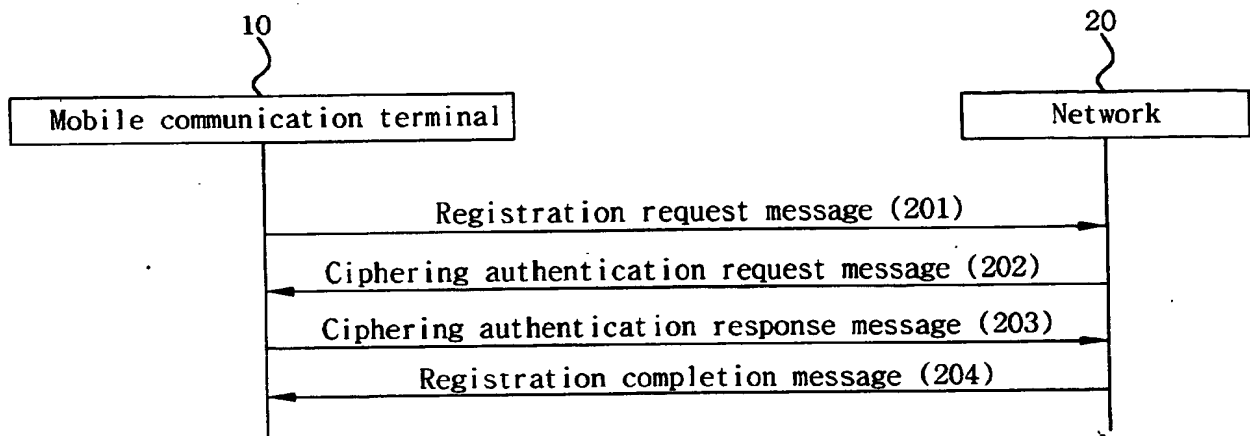 10
20
Mobile communication terminal
Network
Registration request message (201)
Ciphering authentication request message (202)
Ciphering authentication response message (203)
Registration completion message (204)